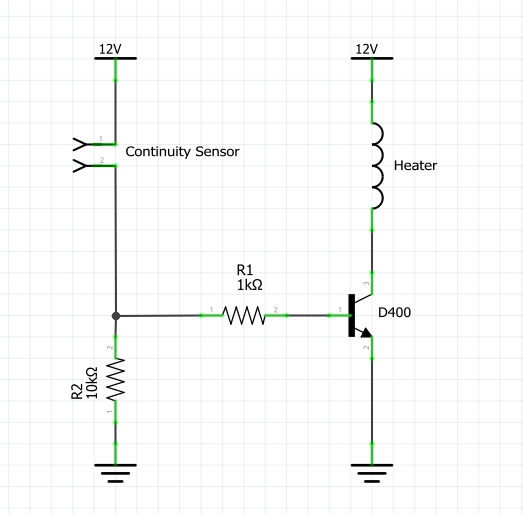 12V
12V
1
2
Continuity Sensor
Heater
3
R1
1kΩ
1
2
1
D400
2
2
R2
10kΩ
1